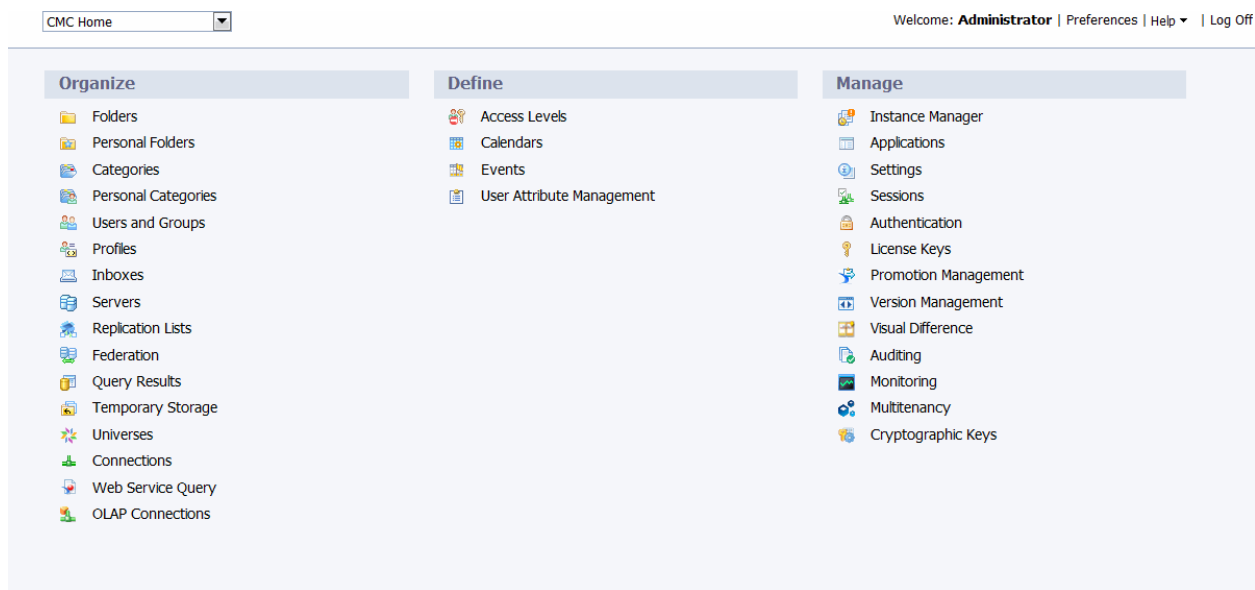 CMC Home
Welcome: Administrator | Preferences | Help | Log Off
Organize
Folders
Personal Folders
Categories
Personal Categories
Users and Groups
Profiles
Inboxes
Servers
Replication Lists
Federation
Query Results
Temporary Storage
Universes
Connections
Web Service Query
OLAP Connections
Define
Access Levels
Calendars
Events
User Attribute Management
Manage
Instance Manager
Applications
Settings
Sessions
Authentication
License Keys
Promotion Management
Version Management
Visual Difference
Auditing
Monitoring
Multitenancy
Cryptographic Keys